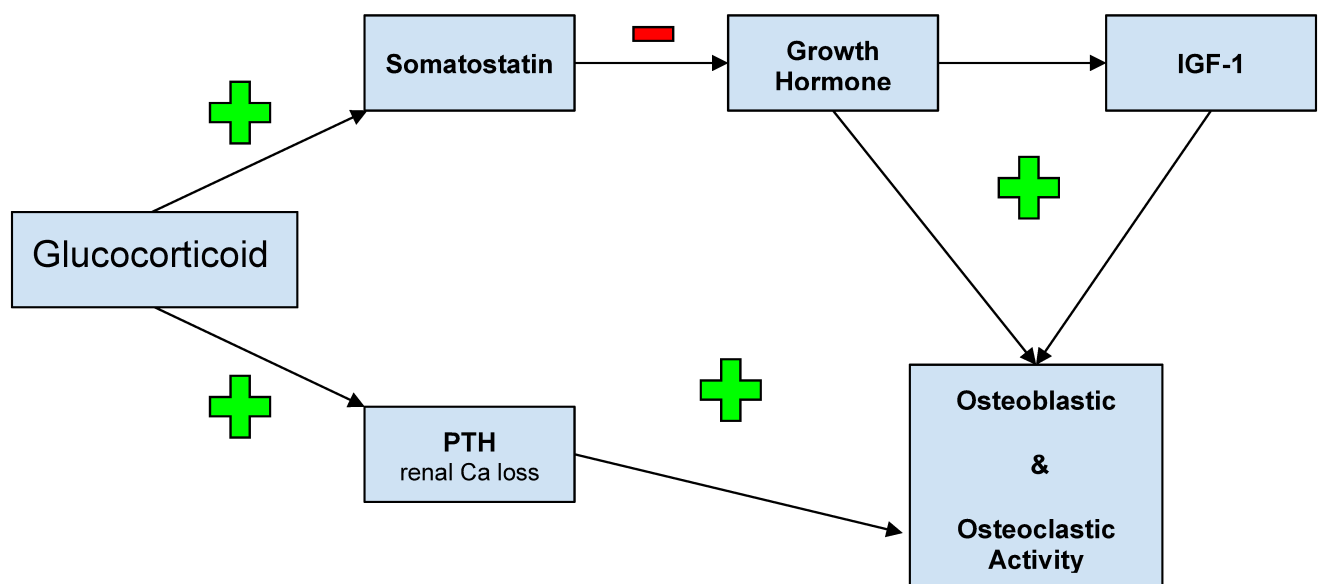 Somatostatin
Growth
Hormone
IGF-1
Glucocorticoid
PTH
renal Ca loss
Osteoblastic
&
Osteoclastic
Activity